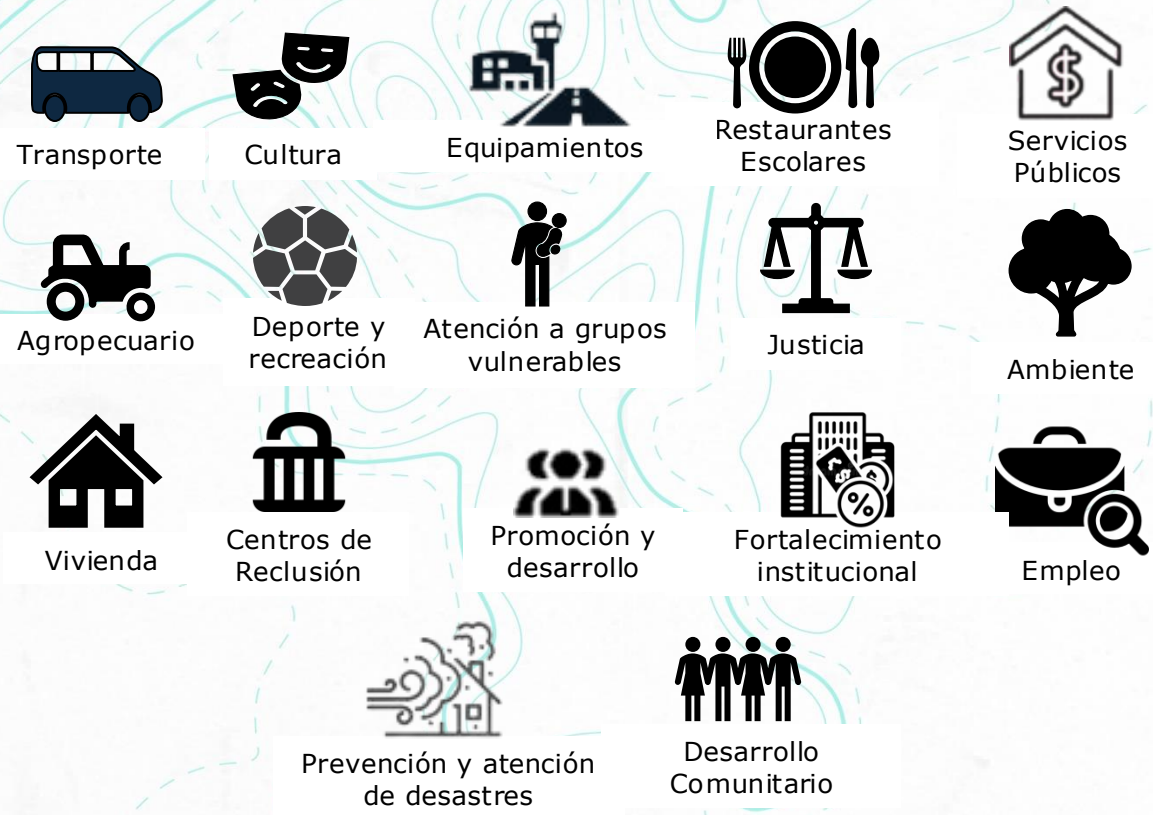 Transporte
Cultura
Equipamientos
Restaurantes
Escolares
Servicios
Públicos
Agropecuario
Deporte y
recreación
Atención a grupos
vulnerables
Justicia
Ambiente
Vivienda
Centros de
Reclusión
Promoción y
desarrollo
Fortalecimiento
institucional
Empleo
Prevención y atención
de desastres
Desarrollo
Comunitario